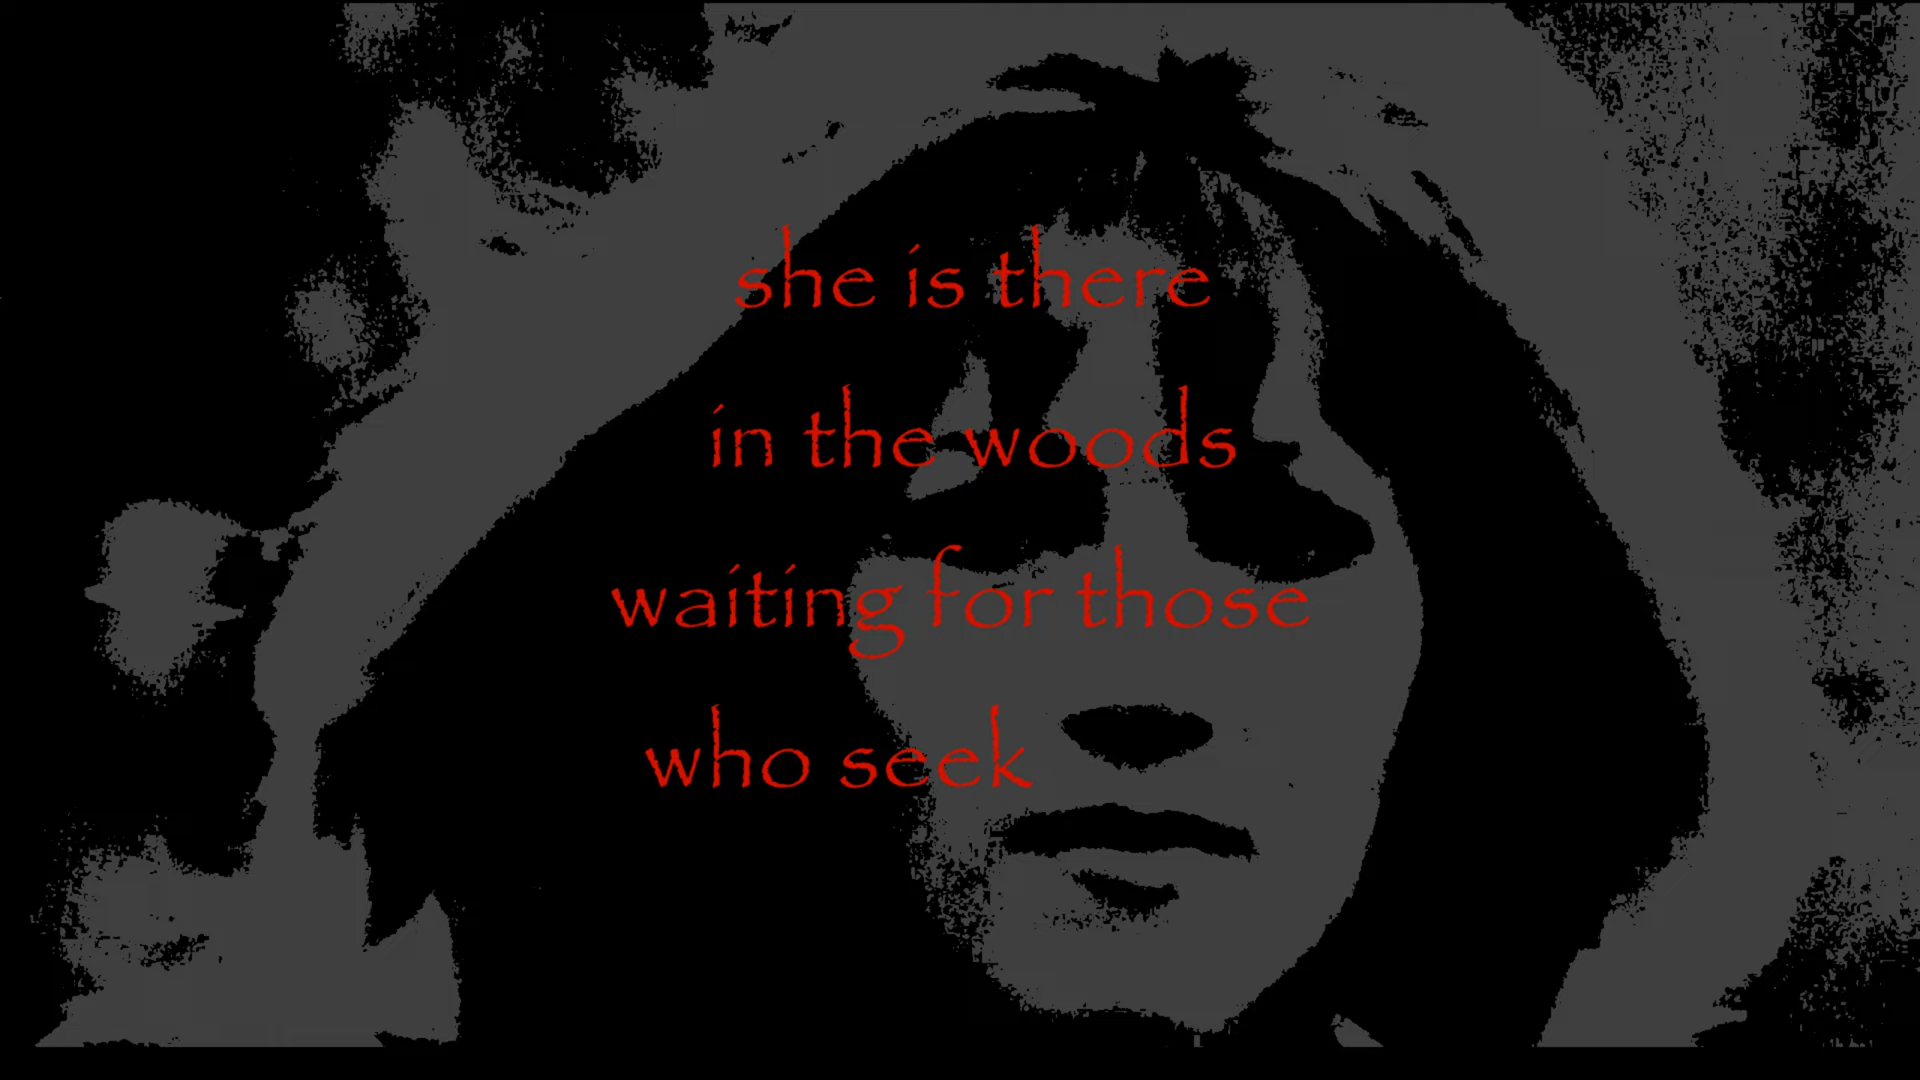 she is there
in the woods
waiting for those
who seek